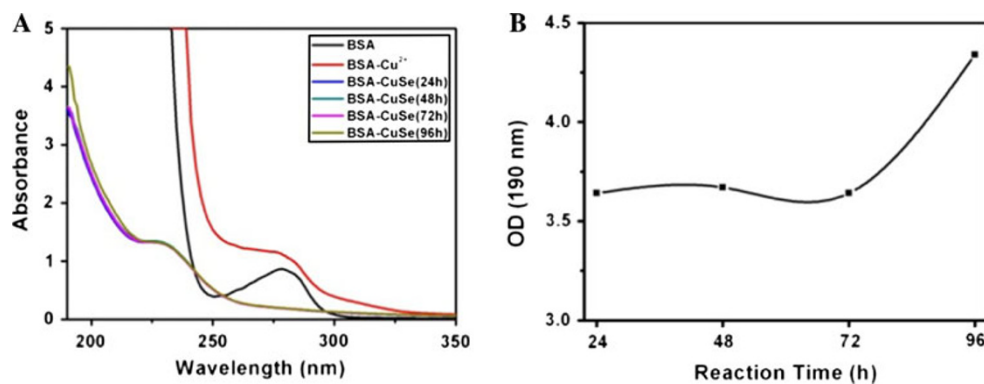 A
Absorbance
5
4
3
2
1
0
200
250
300
350
Wavelength (nm)
BSA
BSA-Cu²⁺
BSA-CuSe(24h)
BSA-CuSe(48h)
BSA-CuSe(72h)
BSA-CuSe(96h)
B
OD (190 nm)
4.5
4.0
3.5
3.0
24
48
72
96
Reaction Time (h)